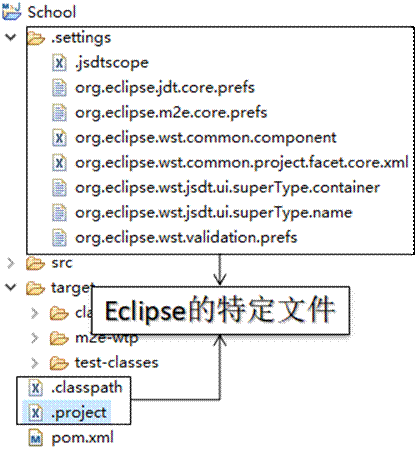 School
.settings
.jsdtscope
org.eclipse.jdt.core.prefs
org.eclipse.m2e.core.prefs
org.eclipse.wst.common.component
org.eclipse.wst.common.project.facet.core.xml
org.eclipse.wst.jsdt.ui.superType.container
org.eclipse.wst.jsdt.ui.superType.name
org.eclipse.wst.validation.prefs
src
target
Eclipse的特定文件
m2e-wtp
test-classes
.classpath
.project
pom.xml